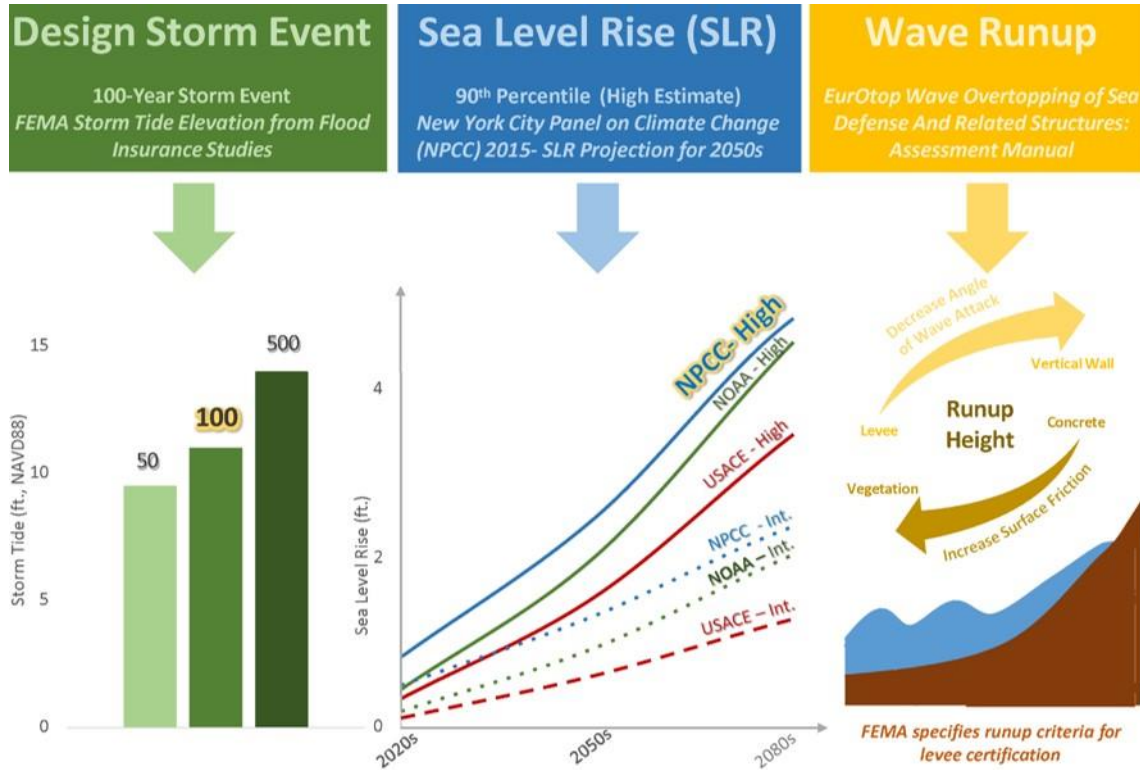 Design Storm Event
100-Year Storm Event
FEMA Storm Tide Elevation from Flood
Insurance Studies
Sea Level Rise (SLR)
90th Percentile (High Estimate)
New York City Panel on Climate Change
(NPCC) 2015- SLR Projection for 2050s
Wave Runup
EurOtop Wave Overtopping of Sea
Defense And Related Structures:
Assessment Manual
Storm Tide (ft., NAVD88)
15
10
5
0
50
100
500
Sea Level Rise (ft.)
4
2
0
2020s
2050s
2080s
NPCC- High
NOAA - High
USACE - High
NPCC - Int.
NOAA – Int.
USACE – Int.
Decrease Angle
of Wave Attack
Vertical Wall
Levee
Runup
Height
Concrete
Vegetation
Increase Surface Friction
FEMA specifies runup criteria for
levee certification